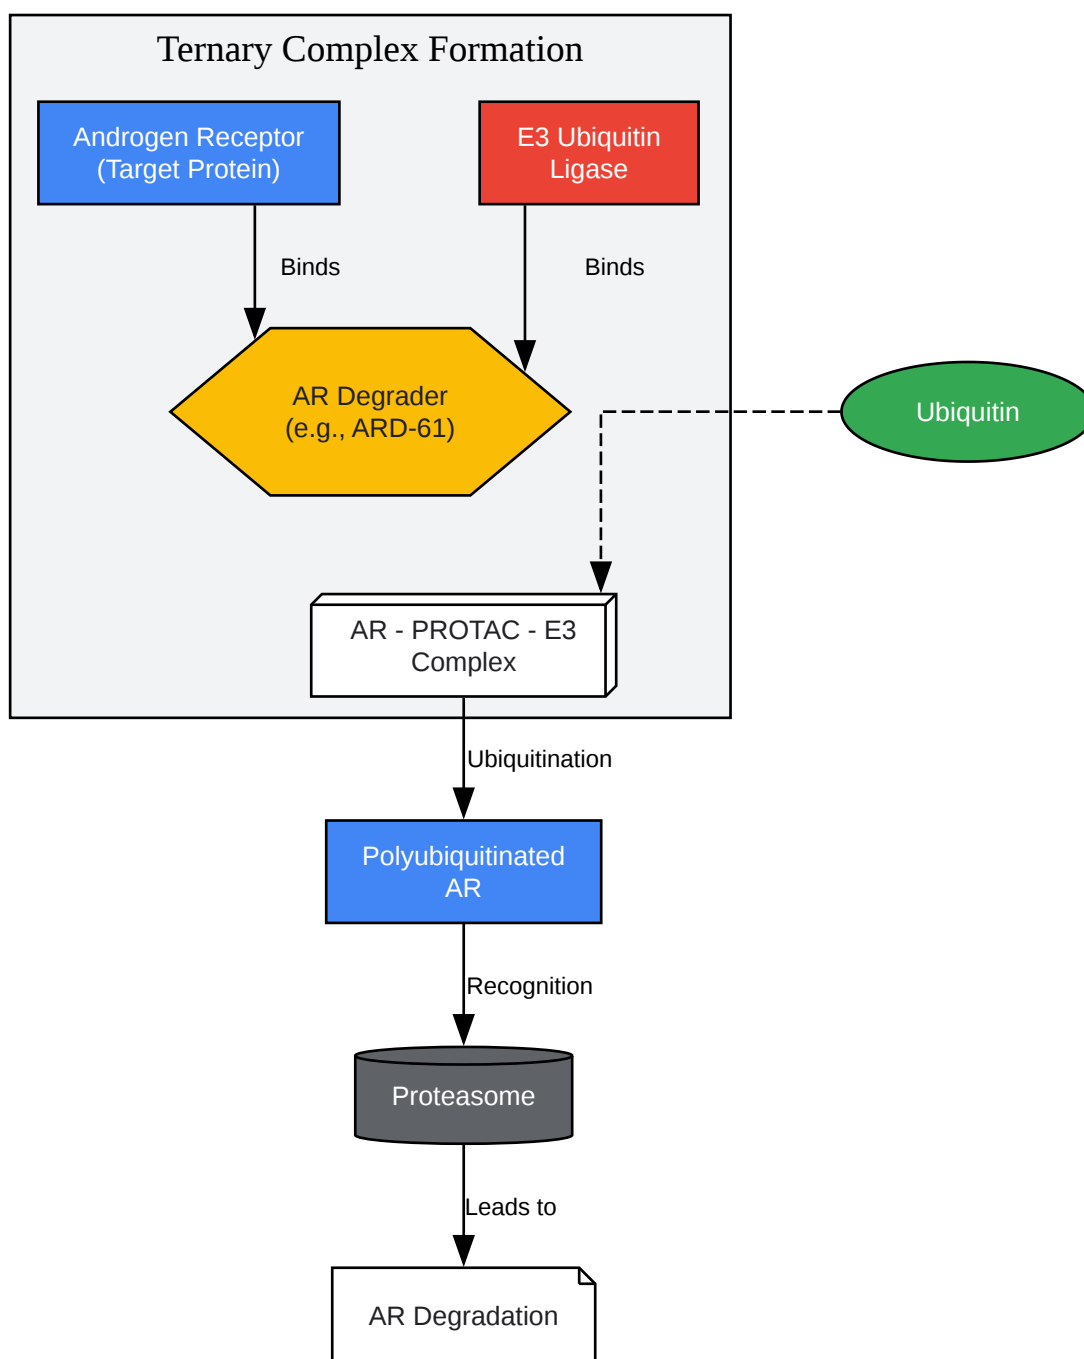 Ternary Complex Formation
Androgen Receptor
(Target Protein)
E3 Ubiquitin
Ligase
Binds
Binds
AR Degrader
(e.g., ARD-61)
Ubiquitin
AR - PROTAC - E3
Complex
Ubiquitination
Polyubiquitinated
AR
Recognition
Proteasome
Leads to
AR Degradation